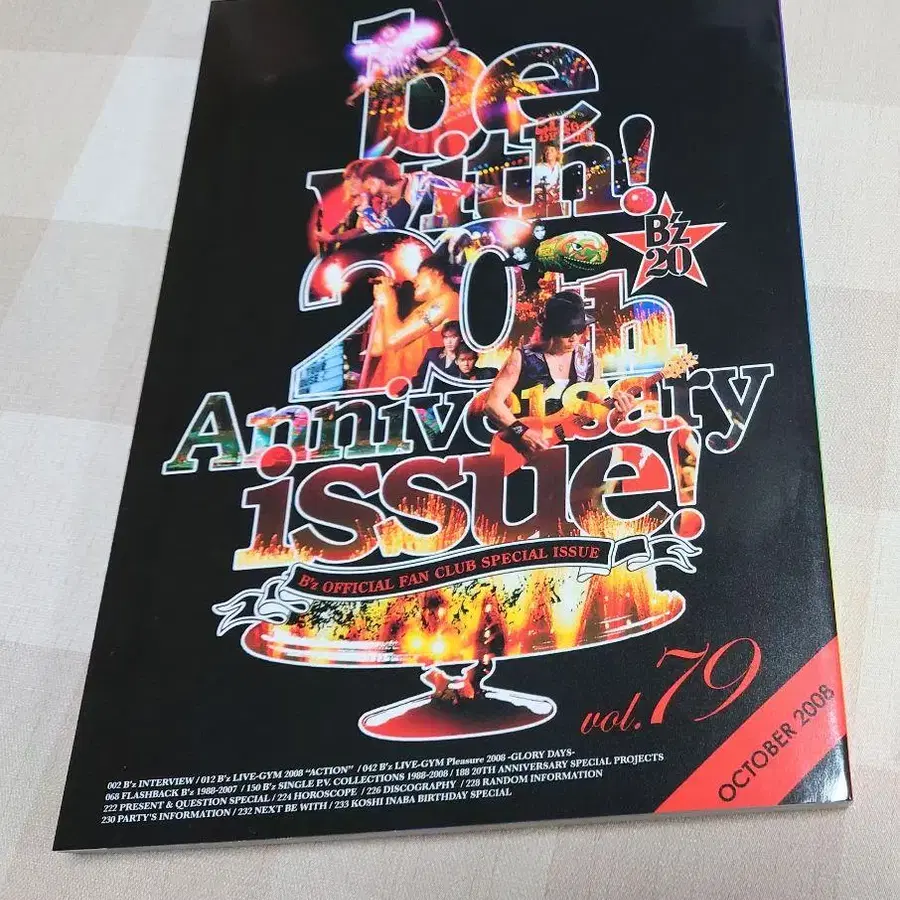 be
with!
B'z
20
20th
Anniversary
issue!
B'z OFFICIAL FAN CLUB SPECIAL ISSUE
vol.79
OCTOBER 2008
002 B'z INTERVIEW / 012 B'z LIVE-GYM 2008 "ACTION" / 042 B'z LIVE-GYM Pleasure 2008 -GLORY DAYS-
068 FLASHBACK B'z 1988-2007 / 150 B'z SINGLE P.V. COLLECTIONS 1988-2008 / 188 20TH ANNIVERSARY SPECIAL PROJECTS
222 PRESENT & QUESTION SPECIAL / 224 HOROSCOPE / 226 DISCOGRAPHY / 228 RANDOM INFORMATION
230 PARTY'S INFORMATION / 232 NEXT BE WITH / 233 KOSHI INABA BIRTHDAY SPECIAL